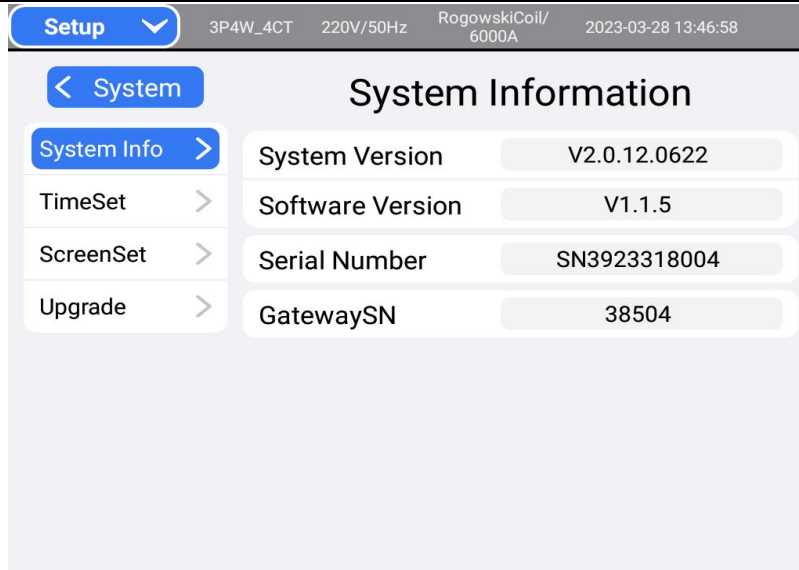 Setup
3P4W_4CT
220V/50Hz
RogowskiCoil/
6000A
2023-03-28 13:46:58
System
System Information
System Info
System Version
V2.0.12.0622
TimeSet
Software Version
V1.1.5
ScreenSet
Serial Number
SN3923318004
Upgrade
GatewaySN
38504